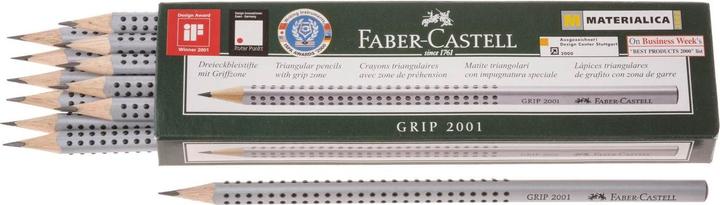 Design Award
Winner 2001
MATERIALICA
FABER-CASTELL
since 1761
Ausgezeichnet!
Design Center Stuttgart
2000
On Business Week's
"BEST PRODUCTS 2000" list
Dreieckbleistifte
mit Griffzone
Triangular pencils
with grip zone
Crayons triangulaires
avec zone de préhension
Matite triangolari
con impugnatura speciale
Lápices triangulares
de grafito con zona de garre
FABER-CASTELL
GRIP 2001
GRIP 2001 FABER-CASTELL
GRIP 2001 FABER-CASTELL